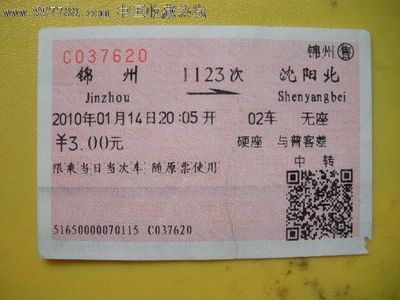 C037620
锦州 售
锦 州 1123次 沈阳北
Jinzhou Shenyangbei
2010年01月14日20:05开 02车 无座
¥3.00元 硬座 与普客差
限乘当日当次车 随原票使用 中 转
51650000070115 C037620